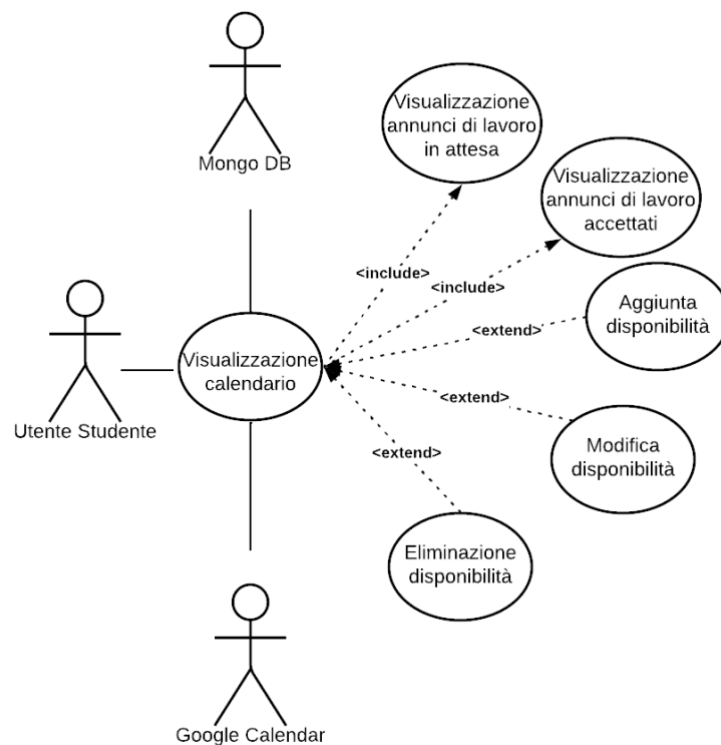 Mongo DB
Visualizzazione
annunci di lavoro
in attesa
Visualizzazione
annunci di lavoro
accettati
<include>
<include>
Aggiunta
disponibilità
<extend>
Utente Studente
Visualizzazione
calendario
<extend>
Modifica
disponibilità
<extend>
Eliminazione
disponibilità
Google Calendar